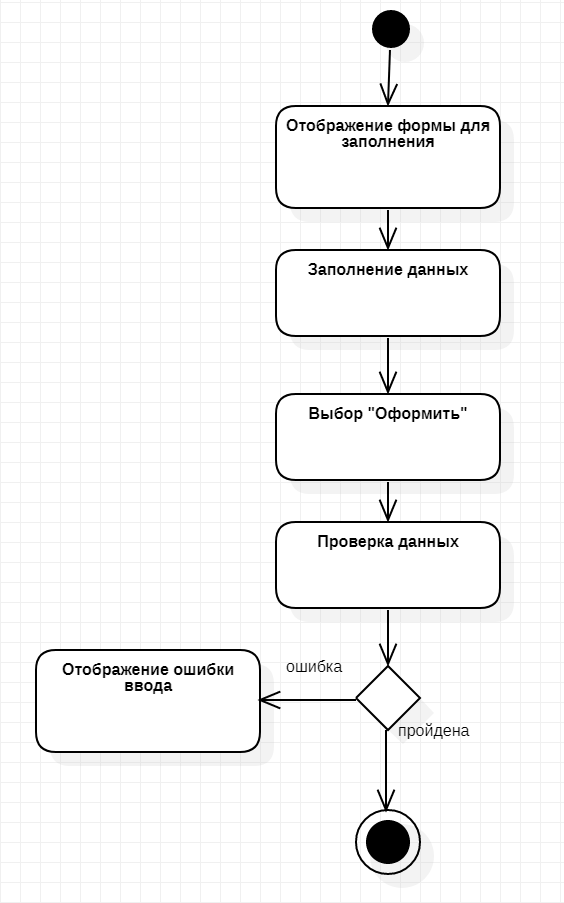 Отображение формы для
заполнения
Заполнение данных
Выбор "Оформить"
Проверка данных
ошибка
Отображение ошибки
ввода
пройдена